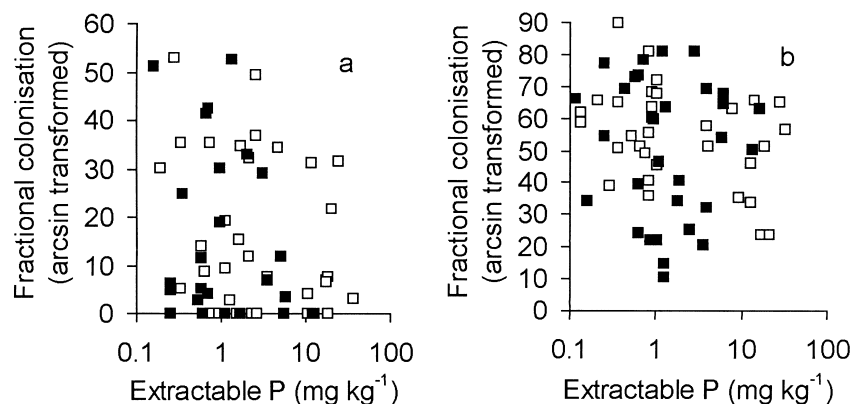 Fractional colonisation
(arcsin transformed)
60
50
40
30
20
10
0
a
0.1 1 10 100
Extractable P (mg kg⁻¹)
Fractional colonisation
(arcsin transformed)
90
80
70
60
50
40
30
20
10
0
b
0.1 1 10 100
Extractable P (mg kg⁻¹)